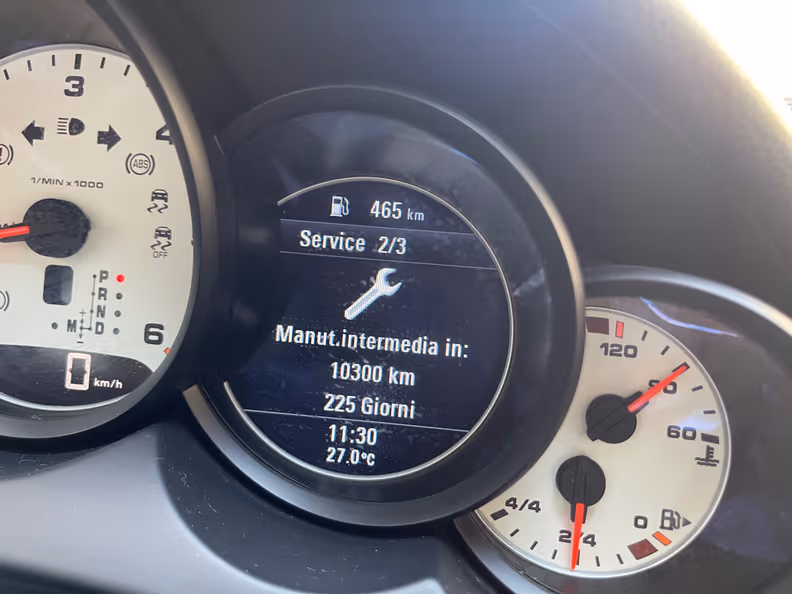 3
4
ABS
1/MIN x 1000
OFF
P
R
N
M + - D
6
0 km/h
465 km
Service 2/3
Manut.intermedia in:
10300 km
225 Giorni
11:30
27.0°C
120
90
60
4/4
2/4
0